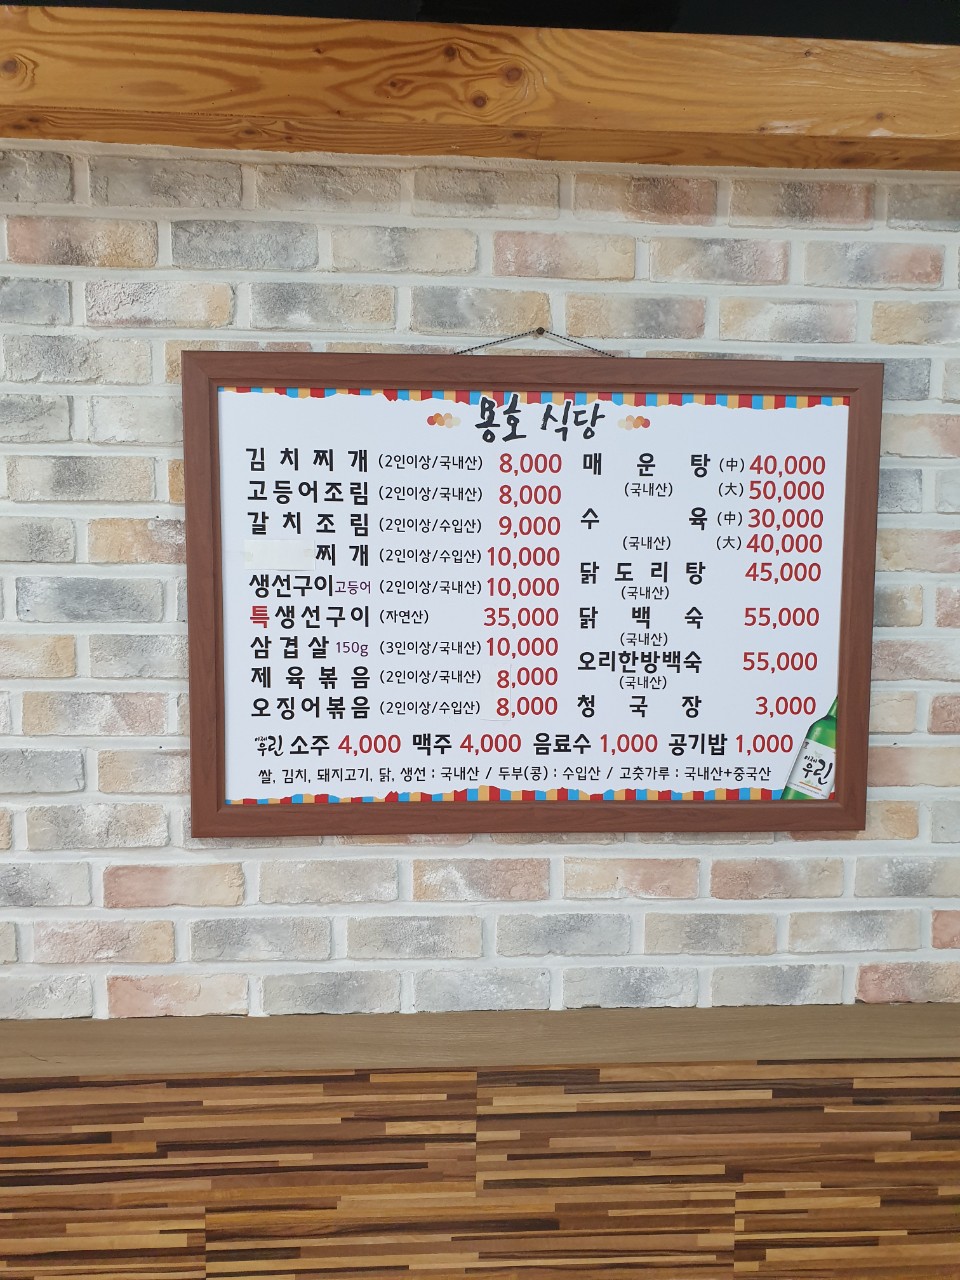 몽호 식당
김치찌개 (2인이상/국내산) 8,000
고등어조림 (2인이상/국내산) 8,000
갈치조림 (2인이상/수입산) 9,000
찌개 (2인이상/수입산) 10,000
생선구이 고등어 (2인이상/국내산) 10,000
특생선구이 (자연산) 35,000
삼겹살 150g (3인이상/국내산) 10,000
제육볶음 (2인이상/국내산) 8,000
오징어볶음 (2인이상/수입산) 8,000
매운탕 (中) 40,000
(국내산) (大) 50,000
수육 (中) 30,000
(국내산) (大) 40,000
닭도리탕 45,000
(국내산)
닭백숙 55,000
(국내산)
오리한방백숙 55,000
(국내산)
청국장 3,000
이제 우린 소주 4,000 맥주 4,000 음료수 1,000 공기밥 1,000
쌀, 김치, 돼지고기, 닭, 생선 : 국내산 / 두부(콩) : 수입산 / 고춧가루 : 국내산+중국산
이제
우린